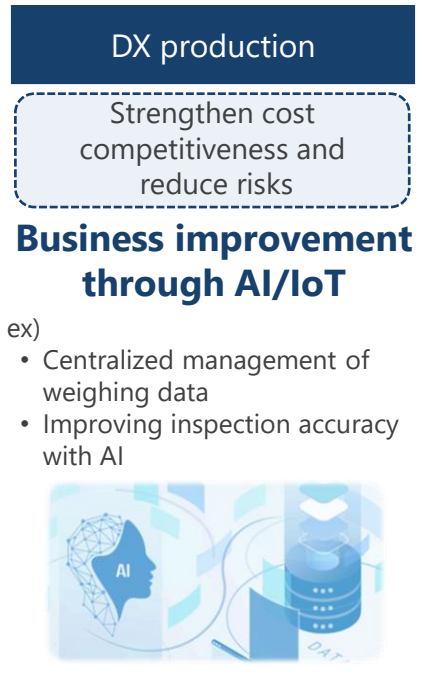 DX production
Strengthen cost
competitiveness and
reduce risks
Business improvement
through AI/IoT
ex)
• Centralized management of
weighing data
• Improving inspection accuracy
with AI
AI
DATA